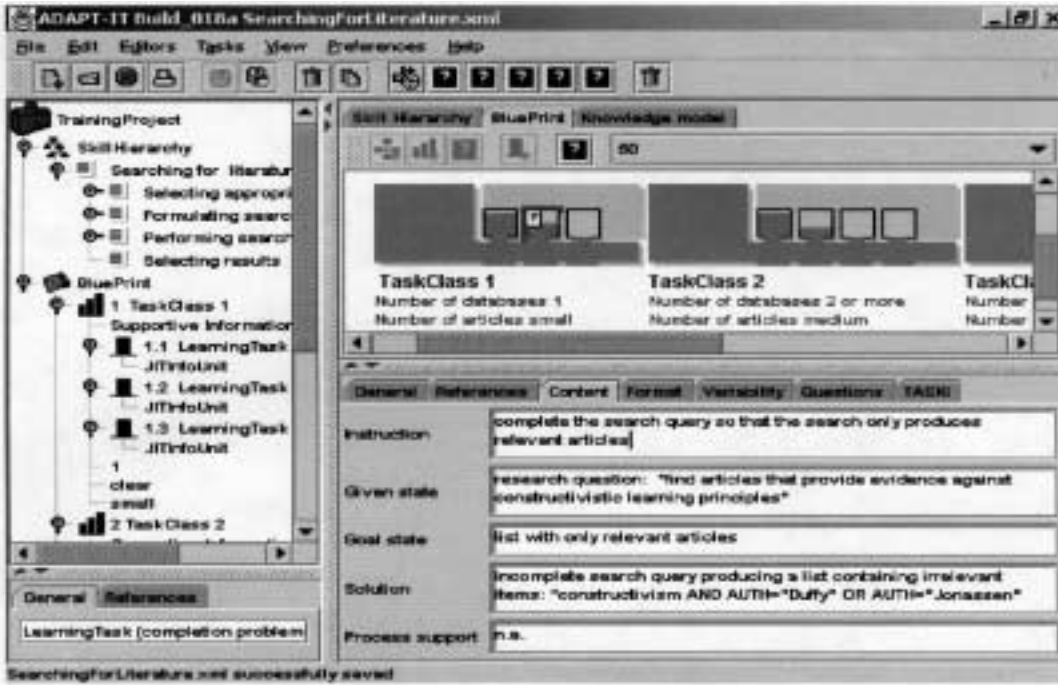 ADAPT-IT Build_018a SearchingForLiterature.xml
File Edit Editors Tasks View Preferences Help
TrainingProject
Skill Hierarchy
Searching for literatur
Selecting appropri
Formulating searc
Performing search
Selecting results
BluePrint
1 TaskClass 1
Supportive Information
1.1 LearningTask
JITInfoUnit
1.2 LearningTask
JITInfoUnit
1.3 LearningTask
JITInfoUnit
1
clear
small
2 TaskClass 2
General References
LearningTask (completion problem
Skill Hierarchy BluePrint Knowledge model
60
TaskClass 1
Number of databases 1
Number of articles small
TaskClass 2
Number of databases 2 or more
Number of articles medium
TaskCl
Number
Number
General References Content Format Variability Questions TASKI
Instruction
complete the search query so that the search only produces
relevant articles
Given state
research question: "find articles that provide evidence against
constructivistic learning principles"
Goal state
list with only relevant articles
Solution
incomplete search query producing a list containing irrelevant
items: "constructivism AND AUTH="Duffy" OR AUTH="Jonassen"
Process support
n.a.
SearchingForLiterature.xml successfully saved